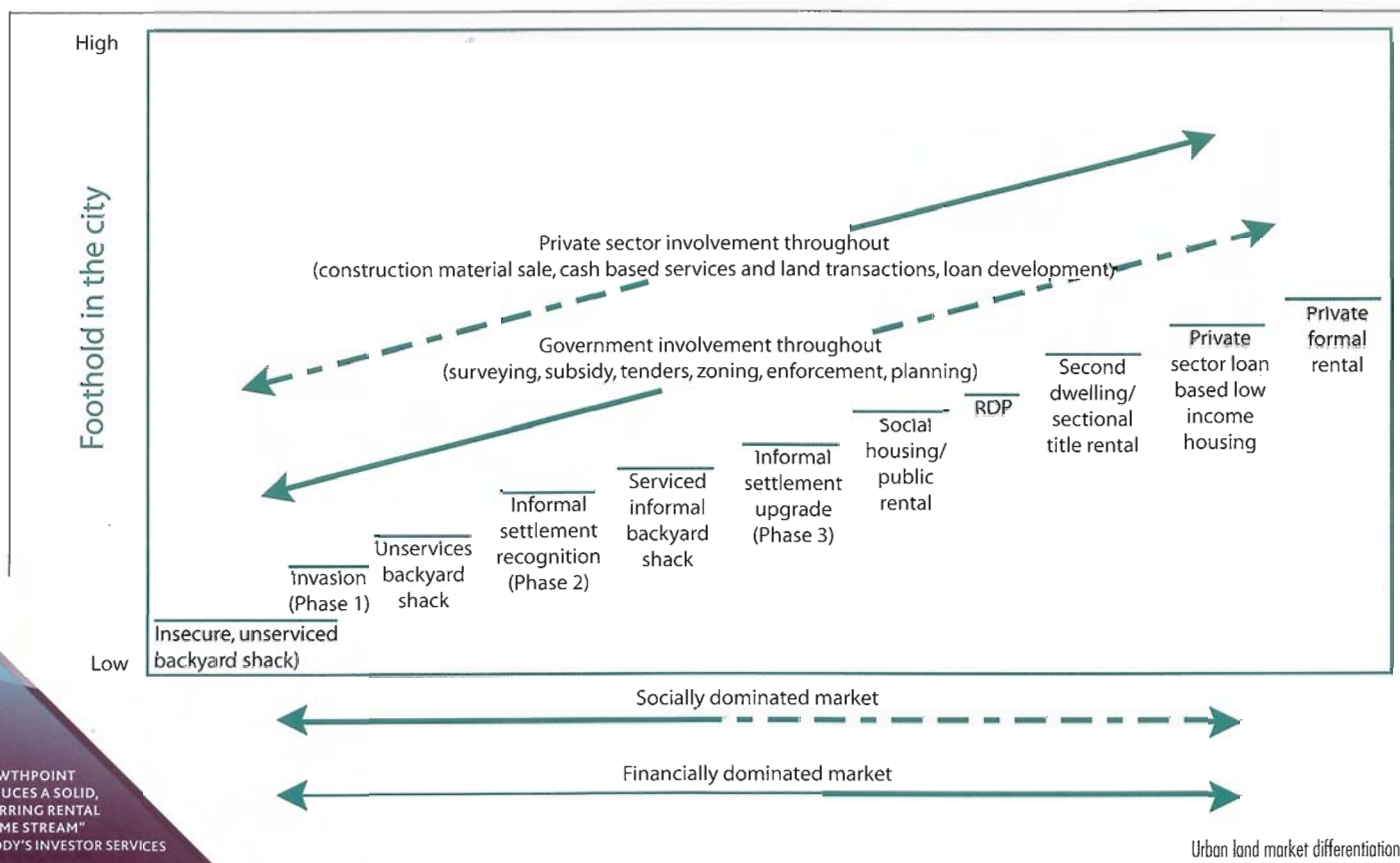 High
Foothold in the city
Low
Private sector involvement throughout
(construction material sale, cash based services and land transactions, loan development)
Government involvement throughout
(surveying, subsidy, tenders, zoning, enforcement, planning)
Insecure, unserviced
backyard shack)
Invasion
(Phase 1)
Unservices
backyard
shack
Informal
settlement
recognition
(Phase 2)
Serviced
informal
backyard
shack
Informal
settlement
upgrade
(Phase 3)
Social
housing/
public
rental
RDP
Second
dwelling/
sectional
title rental
Private
sector loan
based low
income
housing
Private
formal
rental
Socially dominated market
Financially dominated market
WTHPOINT
UCES A SOLID,
RRING RENTAL
ME STREAM"
DY'S INVESTOR SERVICES
Urban land market differentiation